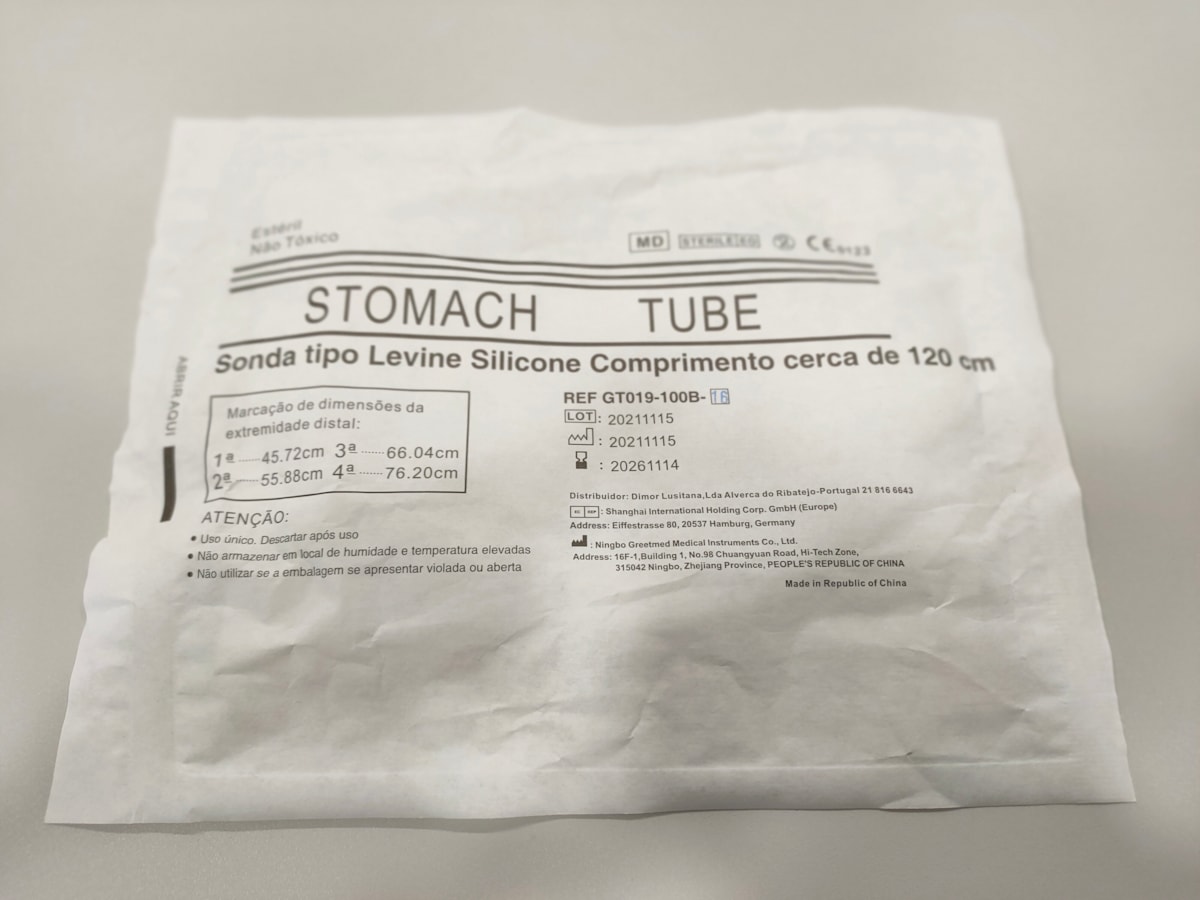 Estéril
Não Tóxico
MD STERILE EO 2 CE 0123
STOMACH TUBE
Sonda tipo Levine Silicone Comprimento cerca de 120 cm
ABRIR AQUI
Marcação de dimensões da
extremidade distal:
1ª ...... 45.72cm 3ª ...... 66.04cm
2ª ...... 55.88cm 4ª ...... 76.20cm
ATENÇÃO:
• Uso único. Descartar após uso
• Não armazenar em local de humidade e temperatura elevadas
• Não utilizar se a embalagem se apresentar violada ou aberta
REF GT019-100B-16
LOT: 20211115
: 20211115
: 20261114
Distribuidor: Dimor Lusitana,Lda Alverca do Ribatejo-Portugal 21 816 6643
EC REP: Shanghai International Holding Corp. GmbH (Europe)
Address: Eiffestrasse 80, 20537 Hamburg, Germany
: Ningbo Greetmed Medical Instruments Co., Ltd.
Address: 16F-1,Building 1, No.98 Chuangyuan Road, Hi-Tech Zone,
315042 Ningbo, Zhejiang Province, PEOPLE'S REPUBLIC OF CHINA
Made in Republic of China